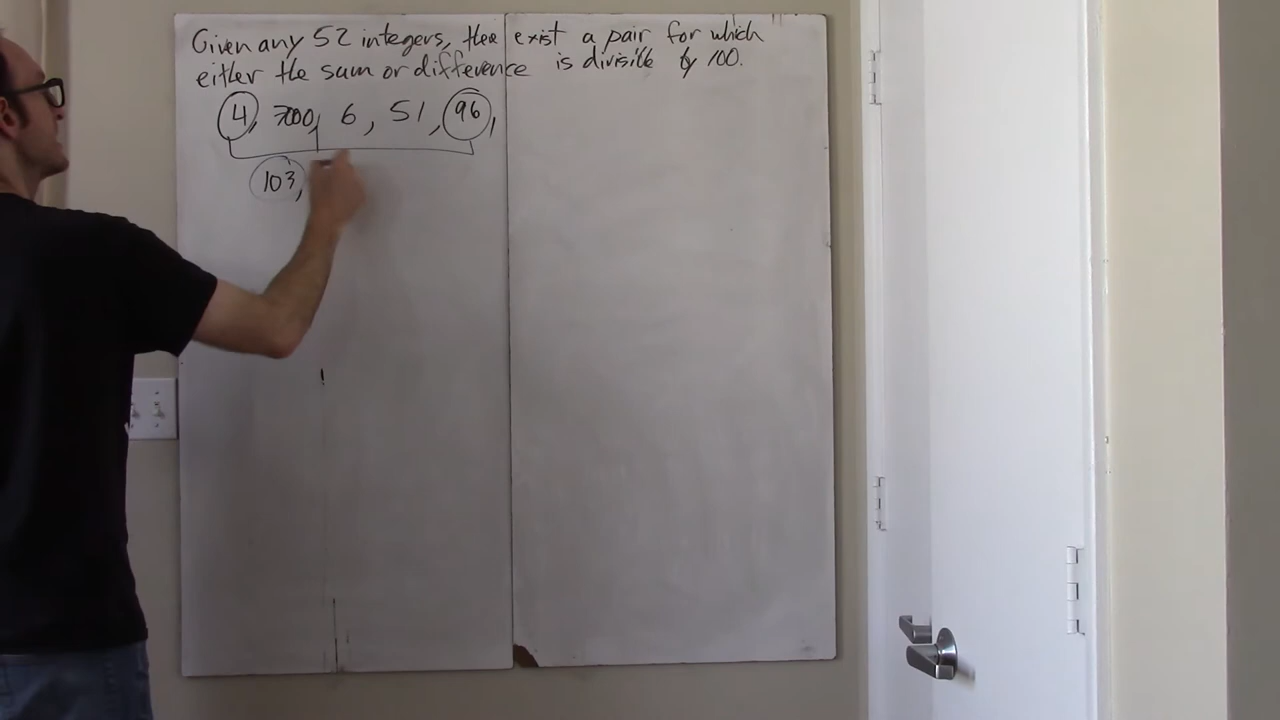 Given any 52 integers, thee exist a pair for which
either the sum or difference is divisible by 100.
4, 7000, 6, 51, 96,
103,